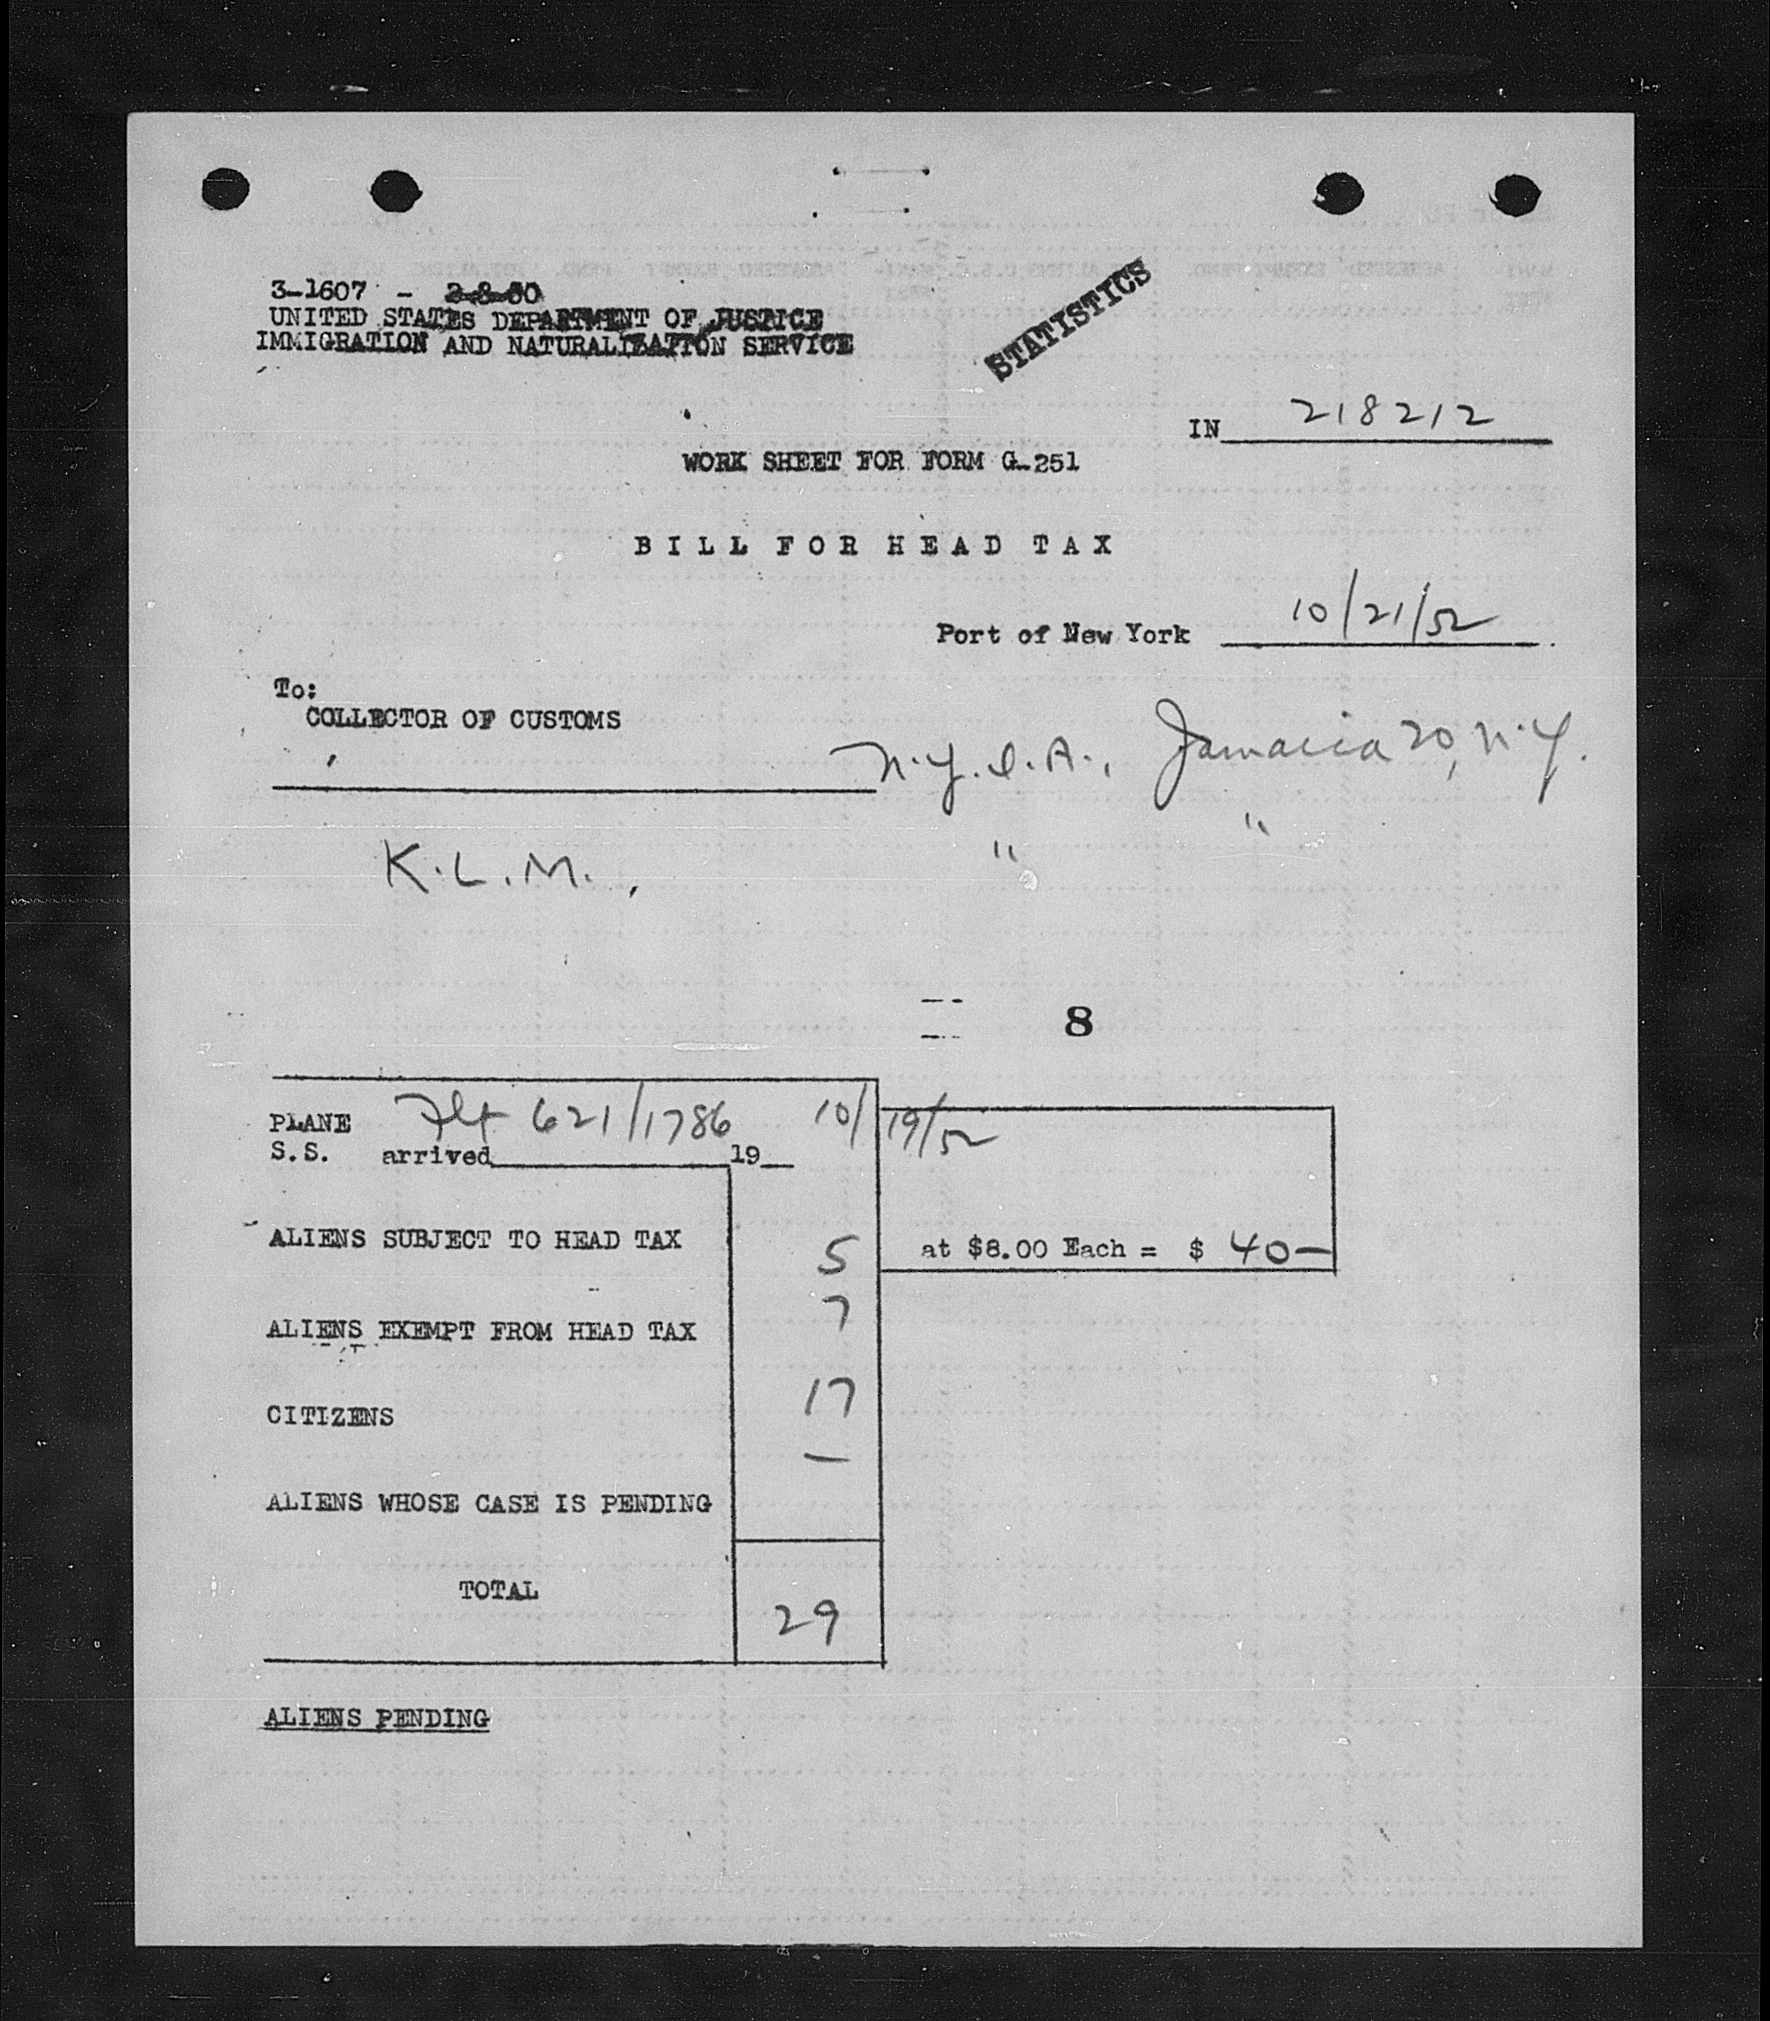 3-1607 - 2-8-50
UNITED STATES DEPARTMENT OF JUSTICE
IMMIGRATION AND NATURALIZATION SERVICE
STATISTICS
IN 218212
WORK SHEET FOR FORM G-251
BILL FOR HEAD TAX
Port of New York 10/21/52
To:
COLLECTOR OF CUSTOMS
N.Y.I.A., Jamaica 20, N.Y.
K.L.M., " "
8
PLANE Flt 621/1786 10/19/52
S.S. arrived 19
ALIENS SUBJECT TO HEAD TAX 5 at $8.00 Each = $ 40—
ALIENS EXEMPT FROM HEAD TAX 7
CITIZENS 17
ALIENS WHOSE CASE IS PENDING —
TOTAL 29
ALIENS PENDING